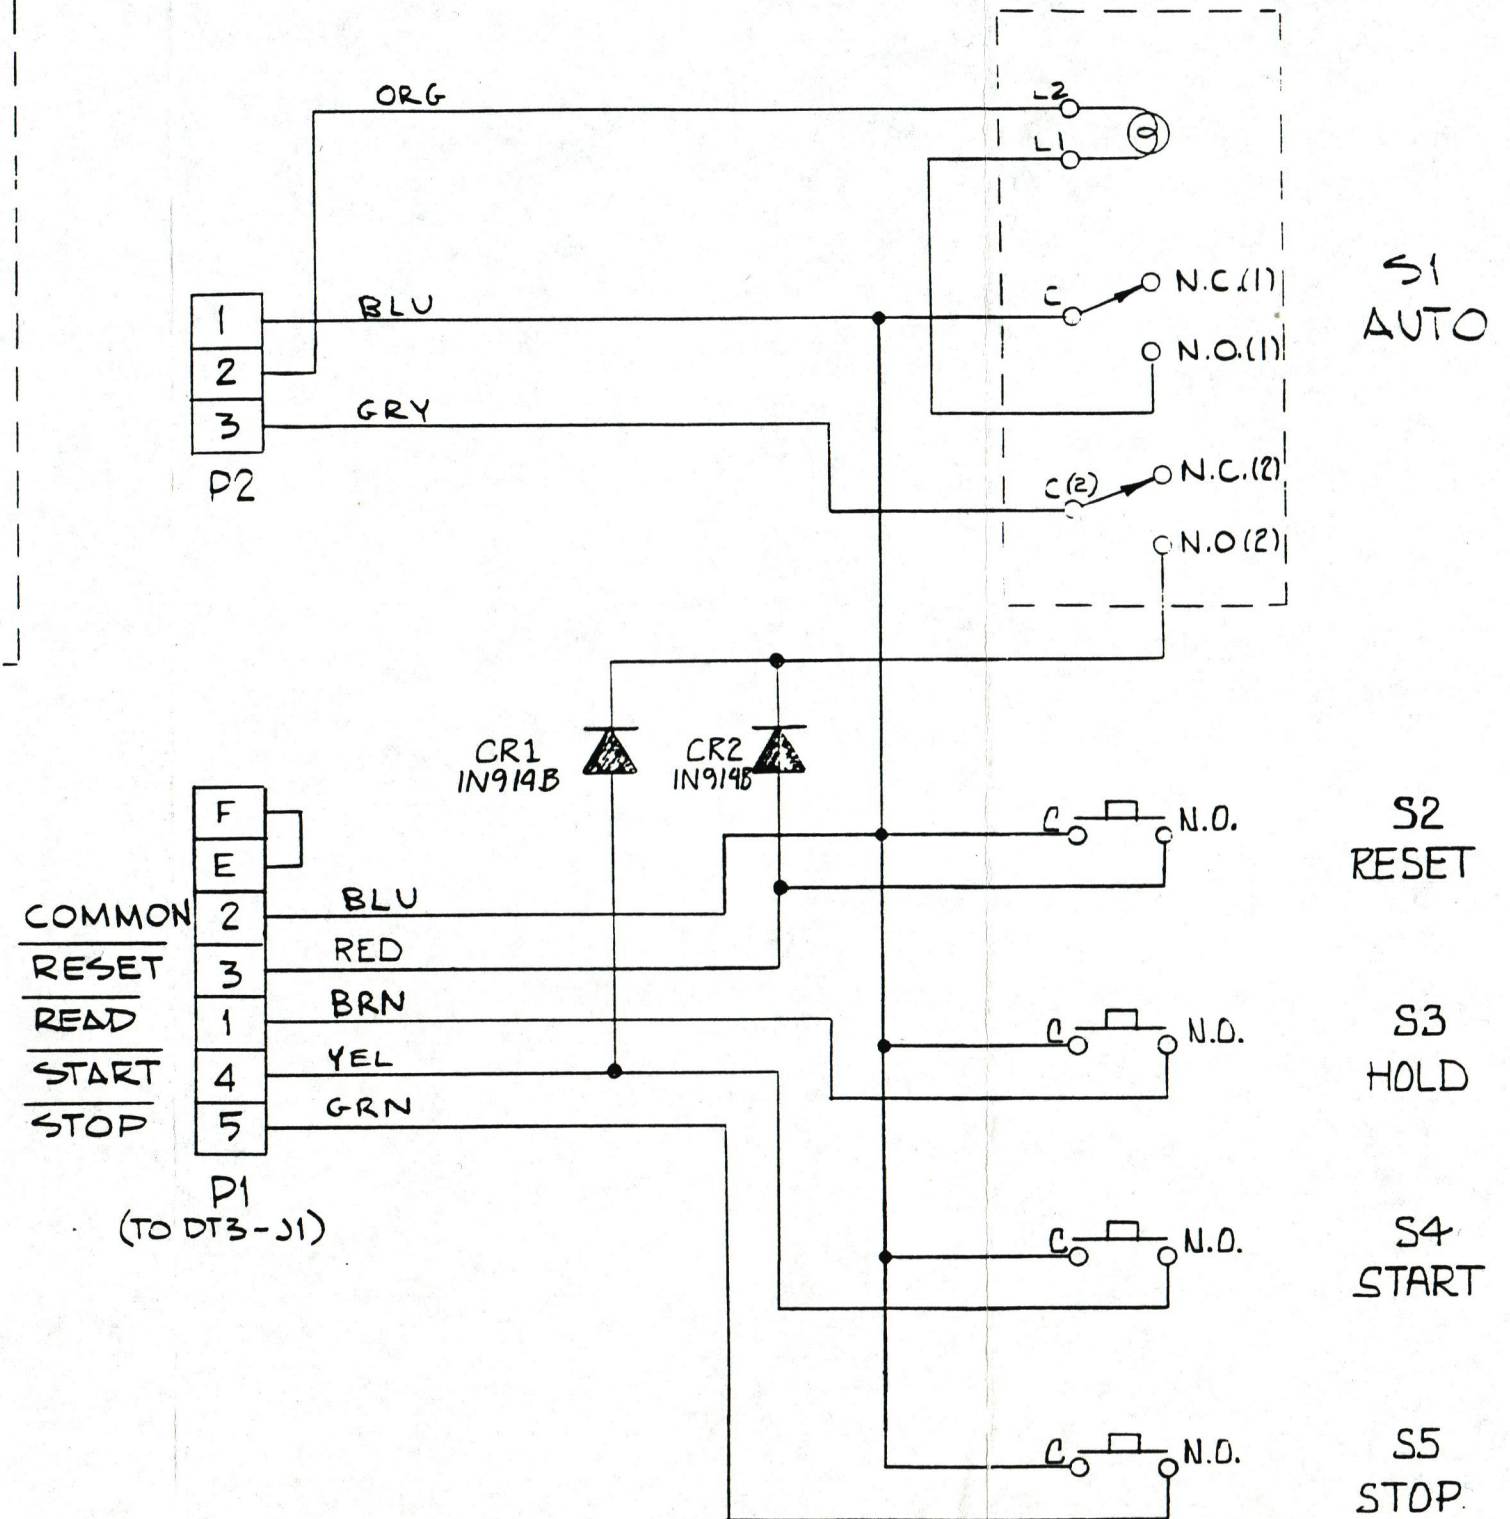 ORG
L2
L1
C
N.C.(1)
N.O.(1)
S1
AUTO
1
BLU
2
3
GRY
P2
C(2)
N.C.(2)
N.O(2)
CR1
1N914B
CR2
1N914B
F
E
COMMON
2
BLU
RESET
3
RED
READ
1
BRN
START
4
YEL
STOP
5
GRN
P1
(TO DT3-J1)
C
N.O.
S2
RESET
C
N.O.
S3
HOLD
C
N.O.
S4
START
C
N.O.
S5
STOP